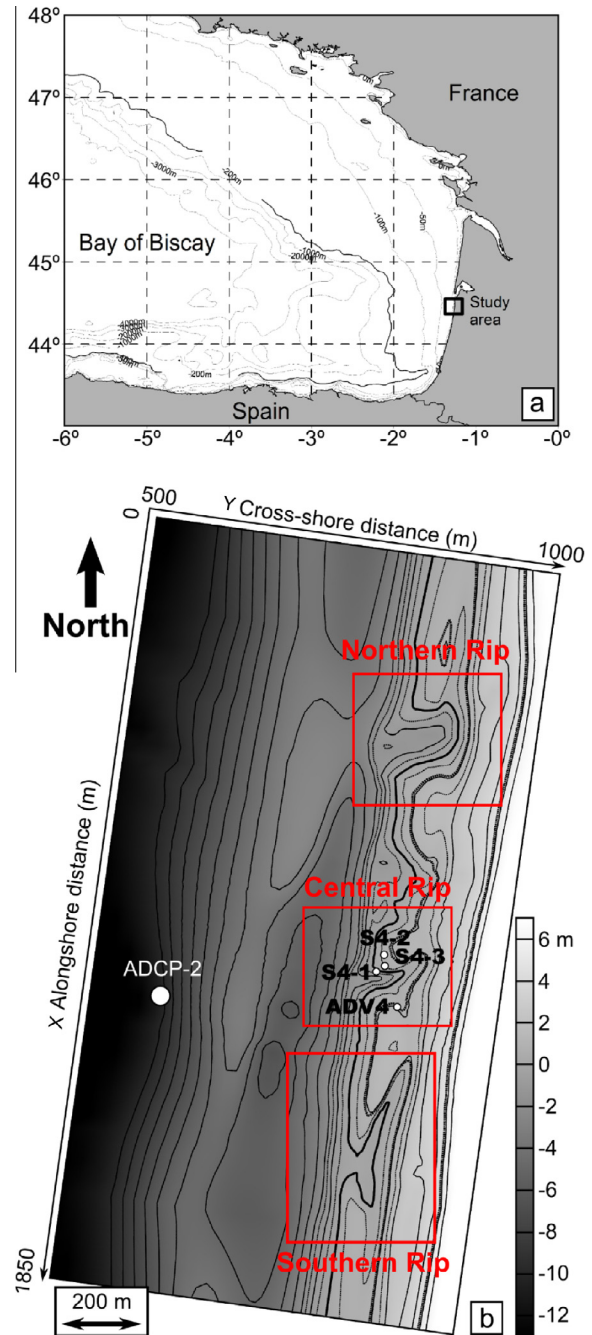 48º
47º
46º
45º
44º
France
Bay of Biscay
Spain
Study
area
-3000m
-200m
-100m
-50m
-1000m
-2000m
-200m
a
-6º -5º -4º -3º -2º -1º -0º
0
500
Y Cross-shore distance (m)
1000
North
X Alongshore distance (m)
1850
Northern Rip
Central Rip
S4-2
S4-3
S4-1
ADV4
ADCP-2
Southern Rip
200 m
6 m
4
2
0
-2
-4
-6
-8
-10
-12
b